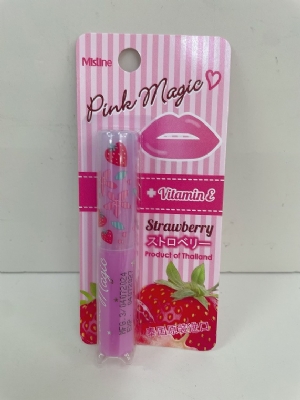 Mistine
Pink Magic
+ Vitamin E
Strawberry
ストロベリー
Product of Thailand
Magic